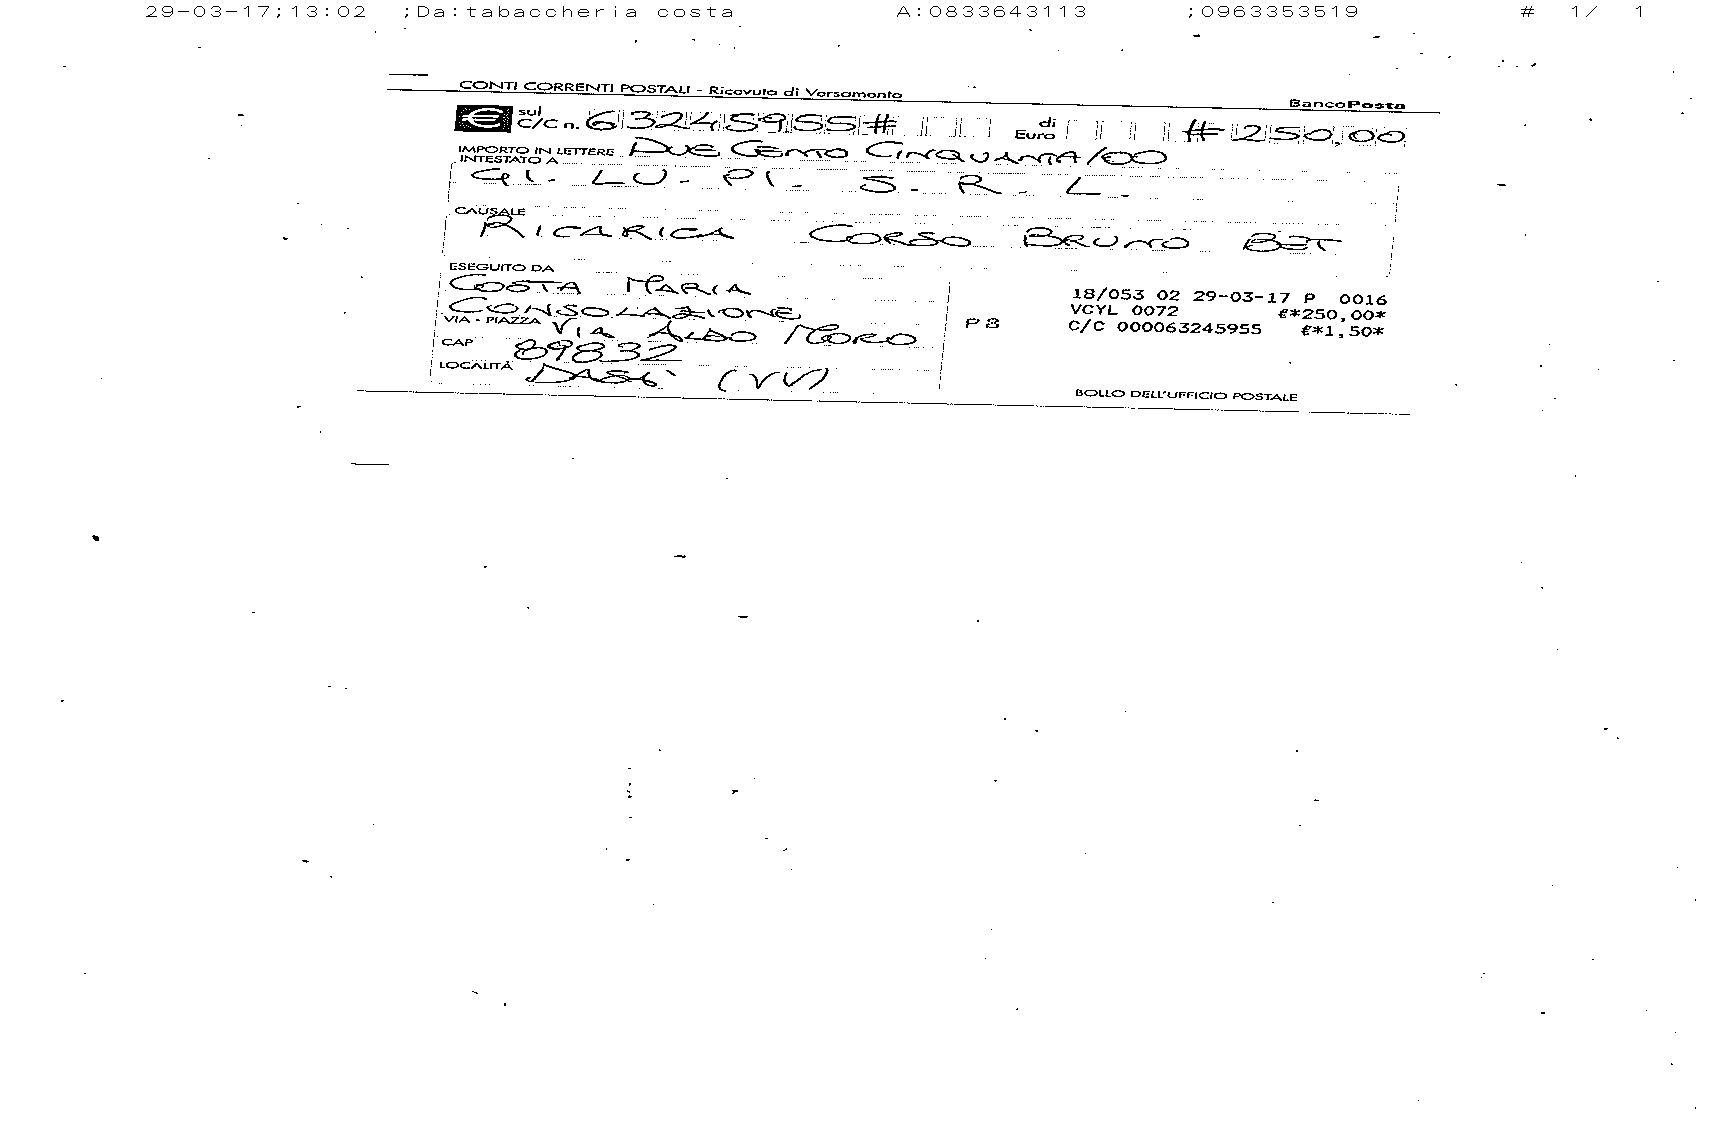 29-03-17;13:02 ;Da:tabaccheria costa A:0833643113 ;0963353519 # 1/ 1
CONTI CORRENTI POSTALI - Ricevuta di Versamento
BancoPosta
€ sul C/C n. 63245955# di Euro #250,00
IMPORTO IN LETTERE DUE CENTO CINQUANTA/00
INTESTATO A
GI. LU. PI. S. R. L.
CAUSALE
RICARICA CORSO BRUNO BET
ESEGUITO DA
COSTA MARIA
CONSOLAZIONE
VIA - PIAZZA VIA ALDO MORO
CAP 89832
LOCALITÀ DASÀ (VV)
P8
18/053 02 29-03-17 P 0016
VCYL 0072 €*250,00*
C/C 000063245955 €*1,50*
BOLLO DELL'UFFICIO POSTALE